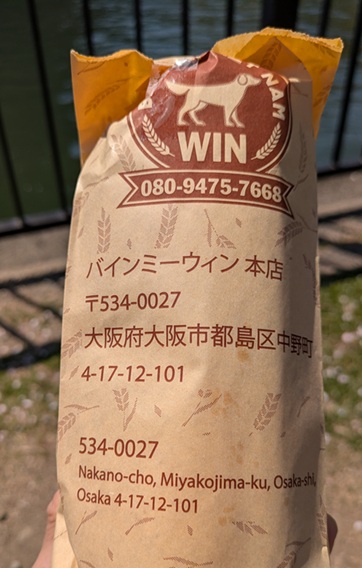 NAM
WIN
080-9475-7668
バインミーウィン 本店
〒534-0027
大阪府大阪市都島区中野町
4-17-12-101
534-0027
Nakano-cho, Miyakojima-ku, Osaka-shi,
Osaka 4-17-12-101